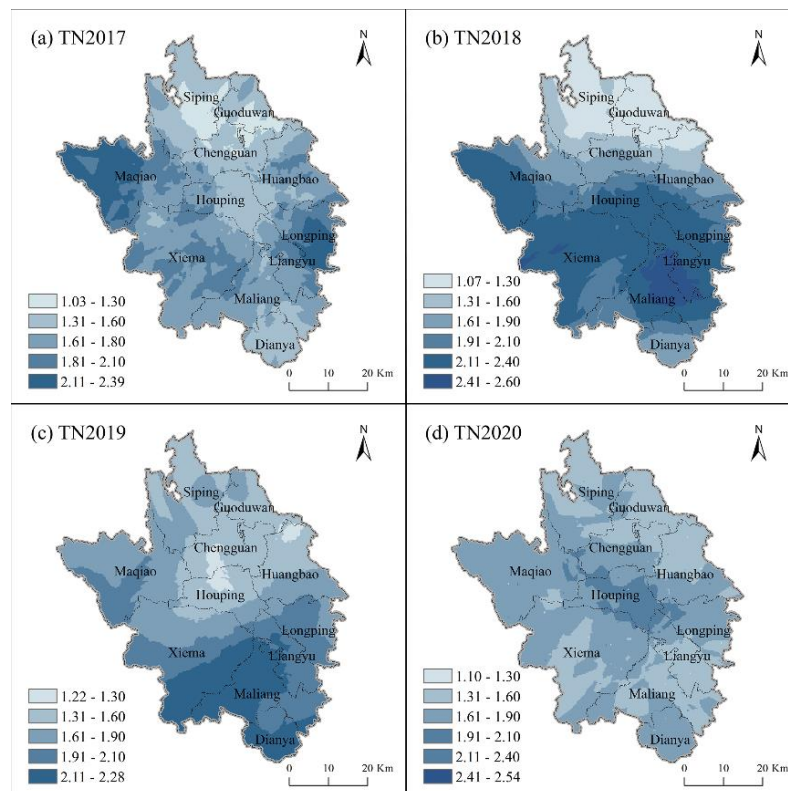 (a) TN2017
N
Siping
Guoduwan
Chengguan
Maqiao
Huangbao
Houping
Longping
Xiema
Liangyu
Maliang
Dianya
1.03 - 1.30
1.31 - 1.60
1.61 - 1.80
1.81 - 2.10
2.11 - 2.39
0 20 Km
(b) TN2018
N
Siping
Guoduwan
Chengguan
Maqiao
Huangbao
Houping
Longping
Xiema
Liangyu
Maliang
Dianya
1.07 - 1.30
1.31 - 1.60
1.61 - 1.90
1.91 - 2.10
2.11 - 2.40
2.41 - 2.60
0 20 Km
(c) TN2019
N
Siping
Guoduwan
Chengguan
Maqiao
Huangbao
Houping
Longping
Xiema
Liangyu
Maliang
Dianya
1.22 - 1.30
1.31 - 1.60
1.61 - 1.90
1.91 - 2.10
2.11 - 2.28
0 20 Km
(d) TN2020
N
Siping
Guoduwan
Chengguan
Maqiao
Huangbao
Houping
Longping
Xiema
Liangyu
Maliang
Dianya
1.10 - 1.30
1.31 - 1.60
1.61 - 1.90
1.91 - 2.10
2.11 - 2.40
2.41 - 2.54
0 20 Km